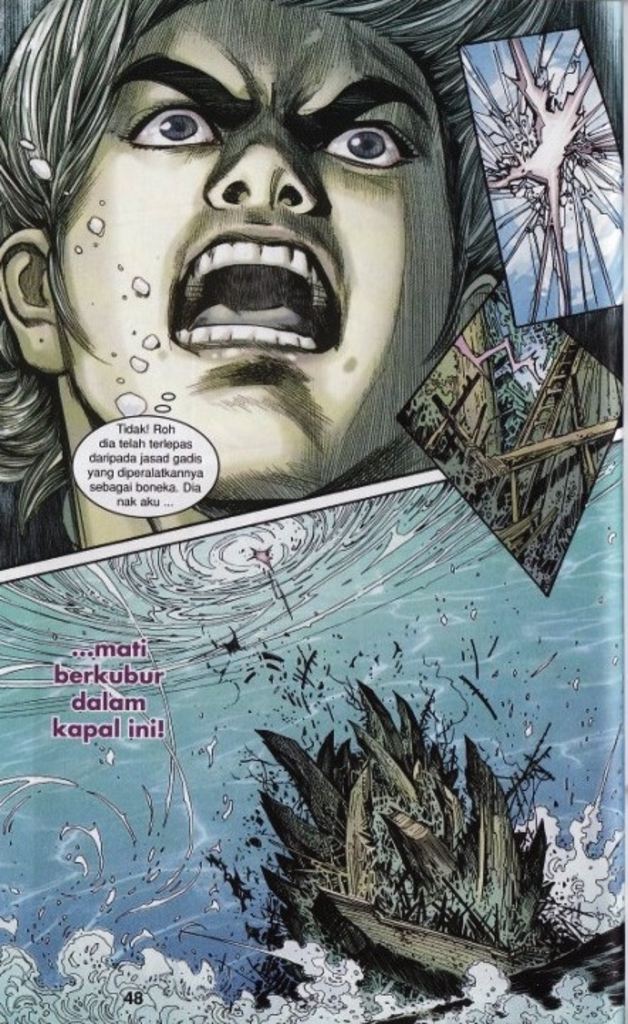 Tidak! Roh
dia telah terlepas
daripada jasad gadis
yang diperalatkannya
sebagai boneka. Dia
nak aku ...
...mati
berkubur
dalam
kapal ini!
48